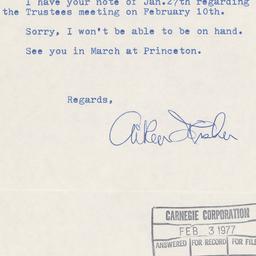 I have your note of Jan.27th regarding
the Trustees meeting on February 10th.
Sorry, I won't be able to be on hand.
See you in March at Princeton.
Regards,
CARNEGIE CORPORATION
FEB 3 1977
ANSWERED FOR RECORD FOR FILE